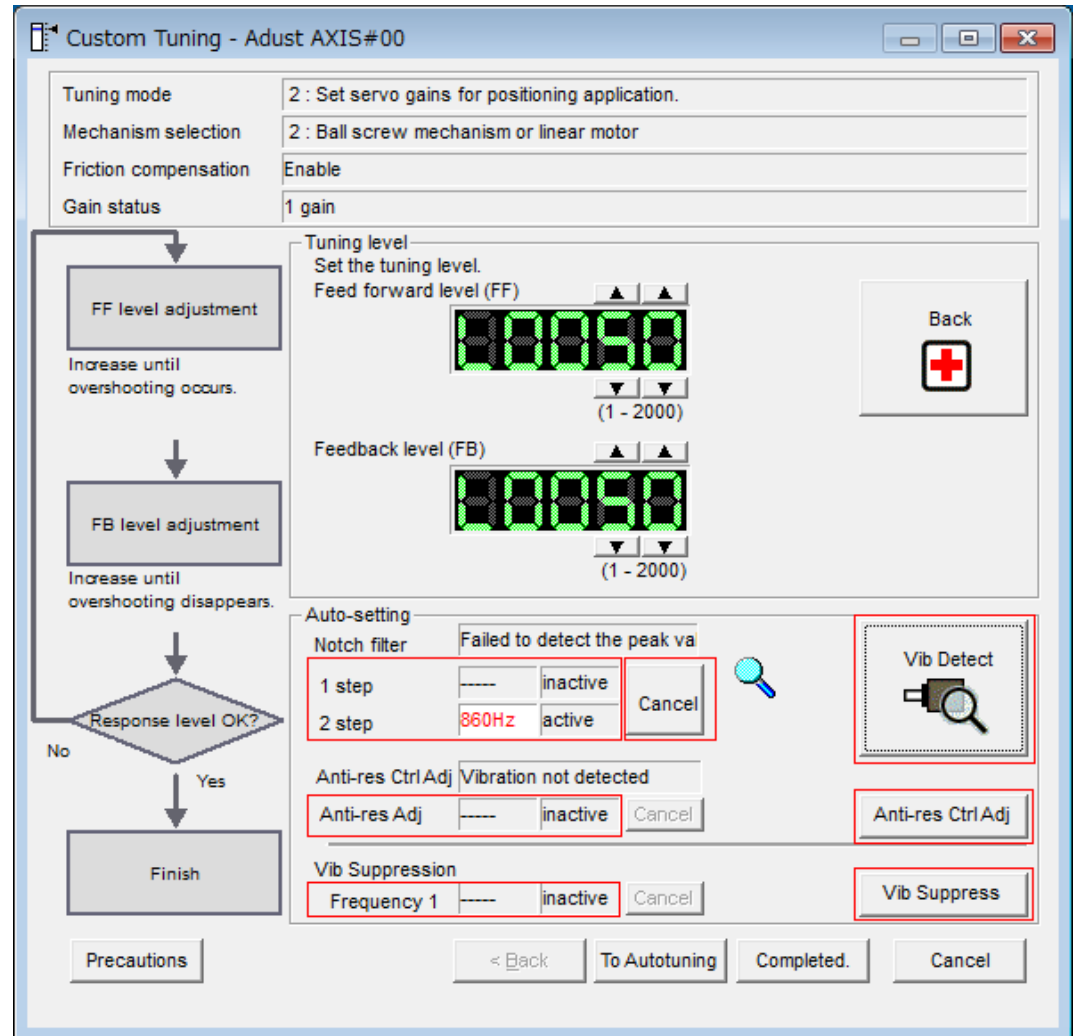 Custom Tuning - Adust AXIS#00
Tuning mode 2 : Set servo gains for positioning application.
Mechanism selection 2 : Ball screw mechanism or linear motor
Friction compensation Enable
Gain status 1 gain
FF level adjustment
Increase until
overshooting occurs.
FB level adjustment
Increase until
overshooting disappears.
Response level OK?
No
Yes
Finish
Tuning level
Set the tuning level.
Feed forward level (FF)
L0050
(1 - 2000)
Feedback level (FB)
L0050
(1 - 2000)
Back
Auto-setting
Notch filter Failed to detect the peak va
1 step ----- inactive
2 step 860Hz active
Cancel
Vib Detect
Anti-res Ctrl Adj Vibration not detected
Anti-res Adj ----- inactive Cancel
Anti-res Ctrl Adj
Vib Suppression
Frequency 1 ----- inactive Cancel
Vib Suppress
Precautions < Back To Autotuning Completed. Cancel